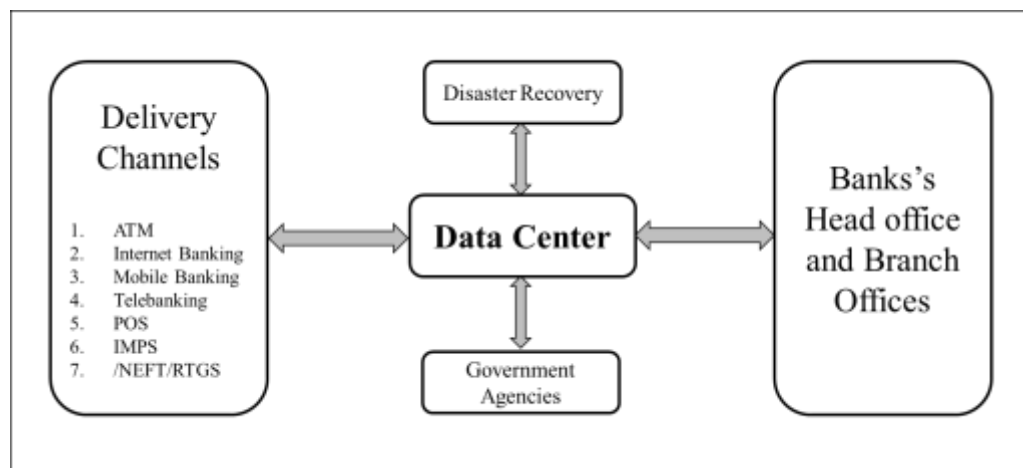 Delivery
Channels
1. ATM
2. Internet Banking
3. Mobile Banking
4. Telebanking
5. POS
6. IMPS
7. /NEFT/RTGS
Disaster Recovery
Data Center
Government
Agencies
Banks's
Head office
and Branch
Offices